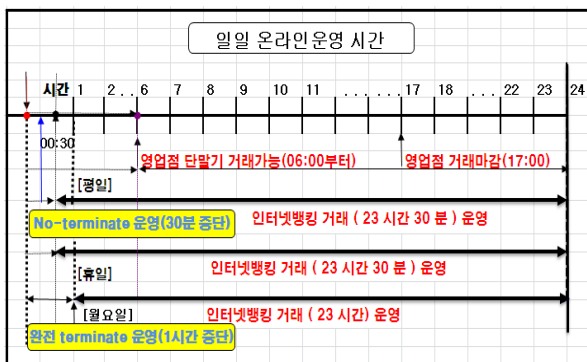 일일 온라인운영 시간
시간 1 2 . . 6 7 8 9 10 11 . . . . . . 17 18 . . . . . 22 23 24
00:30
영업점 단말기 거래가능(06:00부터) 영업점 거래마감(17:00)
[평일]
No-terminate 운영(30분 중단) 인터넷뱅킹 거래 ( 23 시간 30 분 ) 운영
인터넷뱅킹 거래 ( 23 시간 30 분 ) 운영
[휴일]
[월요일] 인터넷뱅킹 거래 ( 23 시간) 운영
완전 terminate 운영(1시간 중단)